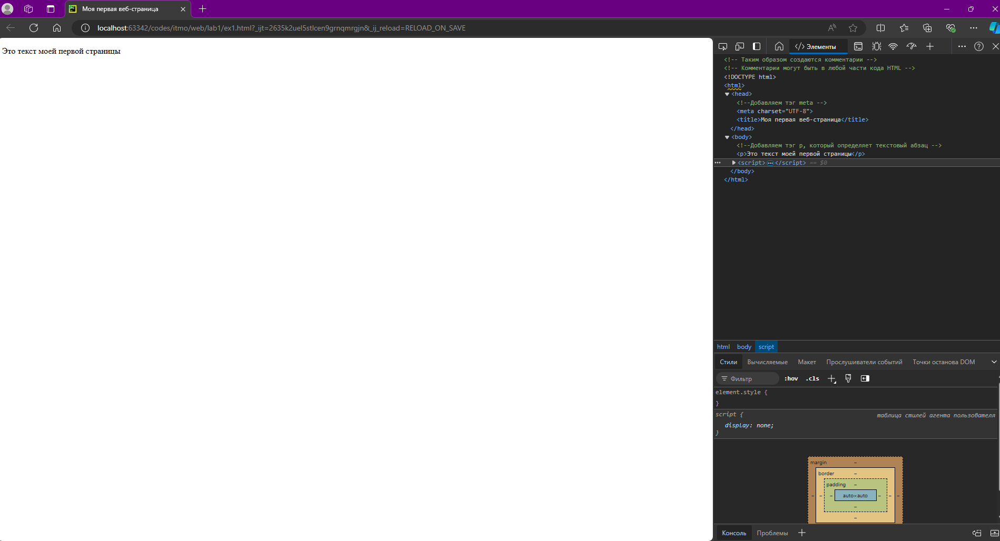 Моя первая веб-страница
localhost:63342/codes/itmo/web/lab1/ex1.html?_ijt=2635k2uel5stlcen9grnqmrgjn&_ij_reload=RELOAD_ON_SAVE
Это текст моей первой страницы
</> Элементы
<!-- Таким образом создаются комментарии -->
<!-- Комментарии могут быть в любой части кода HTML -->
<!DOCTYPE html>
<html>
<head>
<!--Добавляем тэг meta -->
<meta charset="UTF-8">
<title>Моя первая веб-страница</title>
</head>
<body>
<!--Добавляем тэг p, который определяет текстовый абзац -->
<p>Это текст моей первой страницы</p>
<script>…</script> == $0
</body>
</html>
html body script
Стили Вычисляемые Макет Прослушиватели событий Точки останова DOM
Фильтр :hov .cls
element.style {
}
script { таблица стилей агента пользователя
display: none;
}
margin –
border –
padding –
– – – auto×auto – – –
–
–
Консоль Проблемы